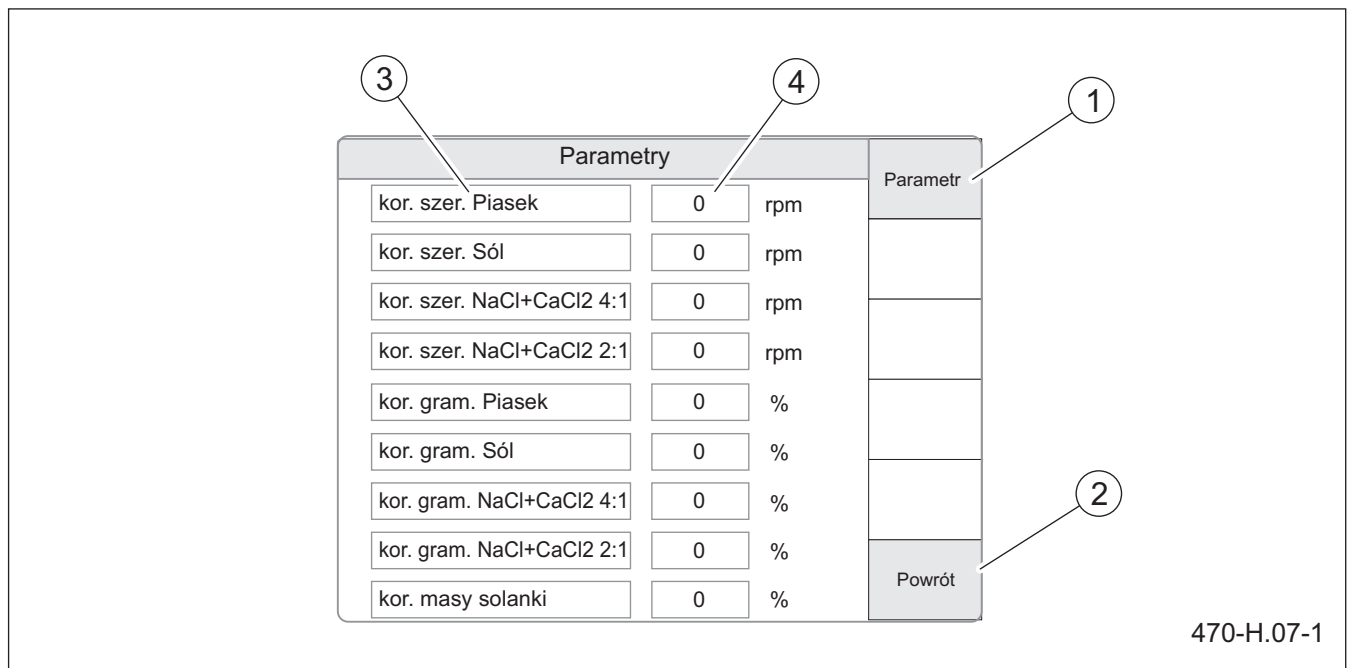 3
4
1
Parametry
Parametr
kor. szer. Piasek 0 rpm
kor. szer. Sól 0 rpm
kor. szer. NaCl+CaCl2 4:1 0 rpm
kor. szer. NaCl+CaCl2 2:1 0 rpm
kor. gram. Piasek 0 %
kor. gram. Sól 0 %
kor. gram. NaCl+CaCl2 4:1 0 %
2
kor. gram. NaCl+CaCl2 2:1 0 %
Powrót
kor. masy solanki 0 %
470-H.07-1